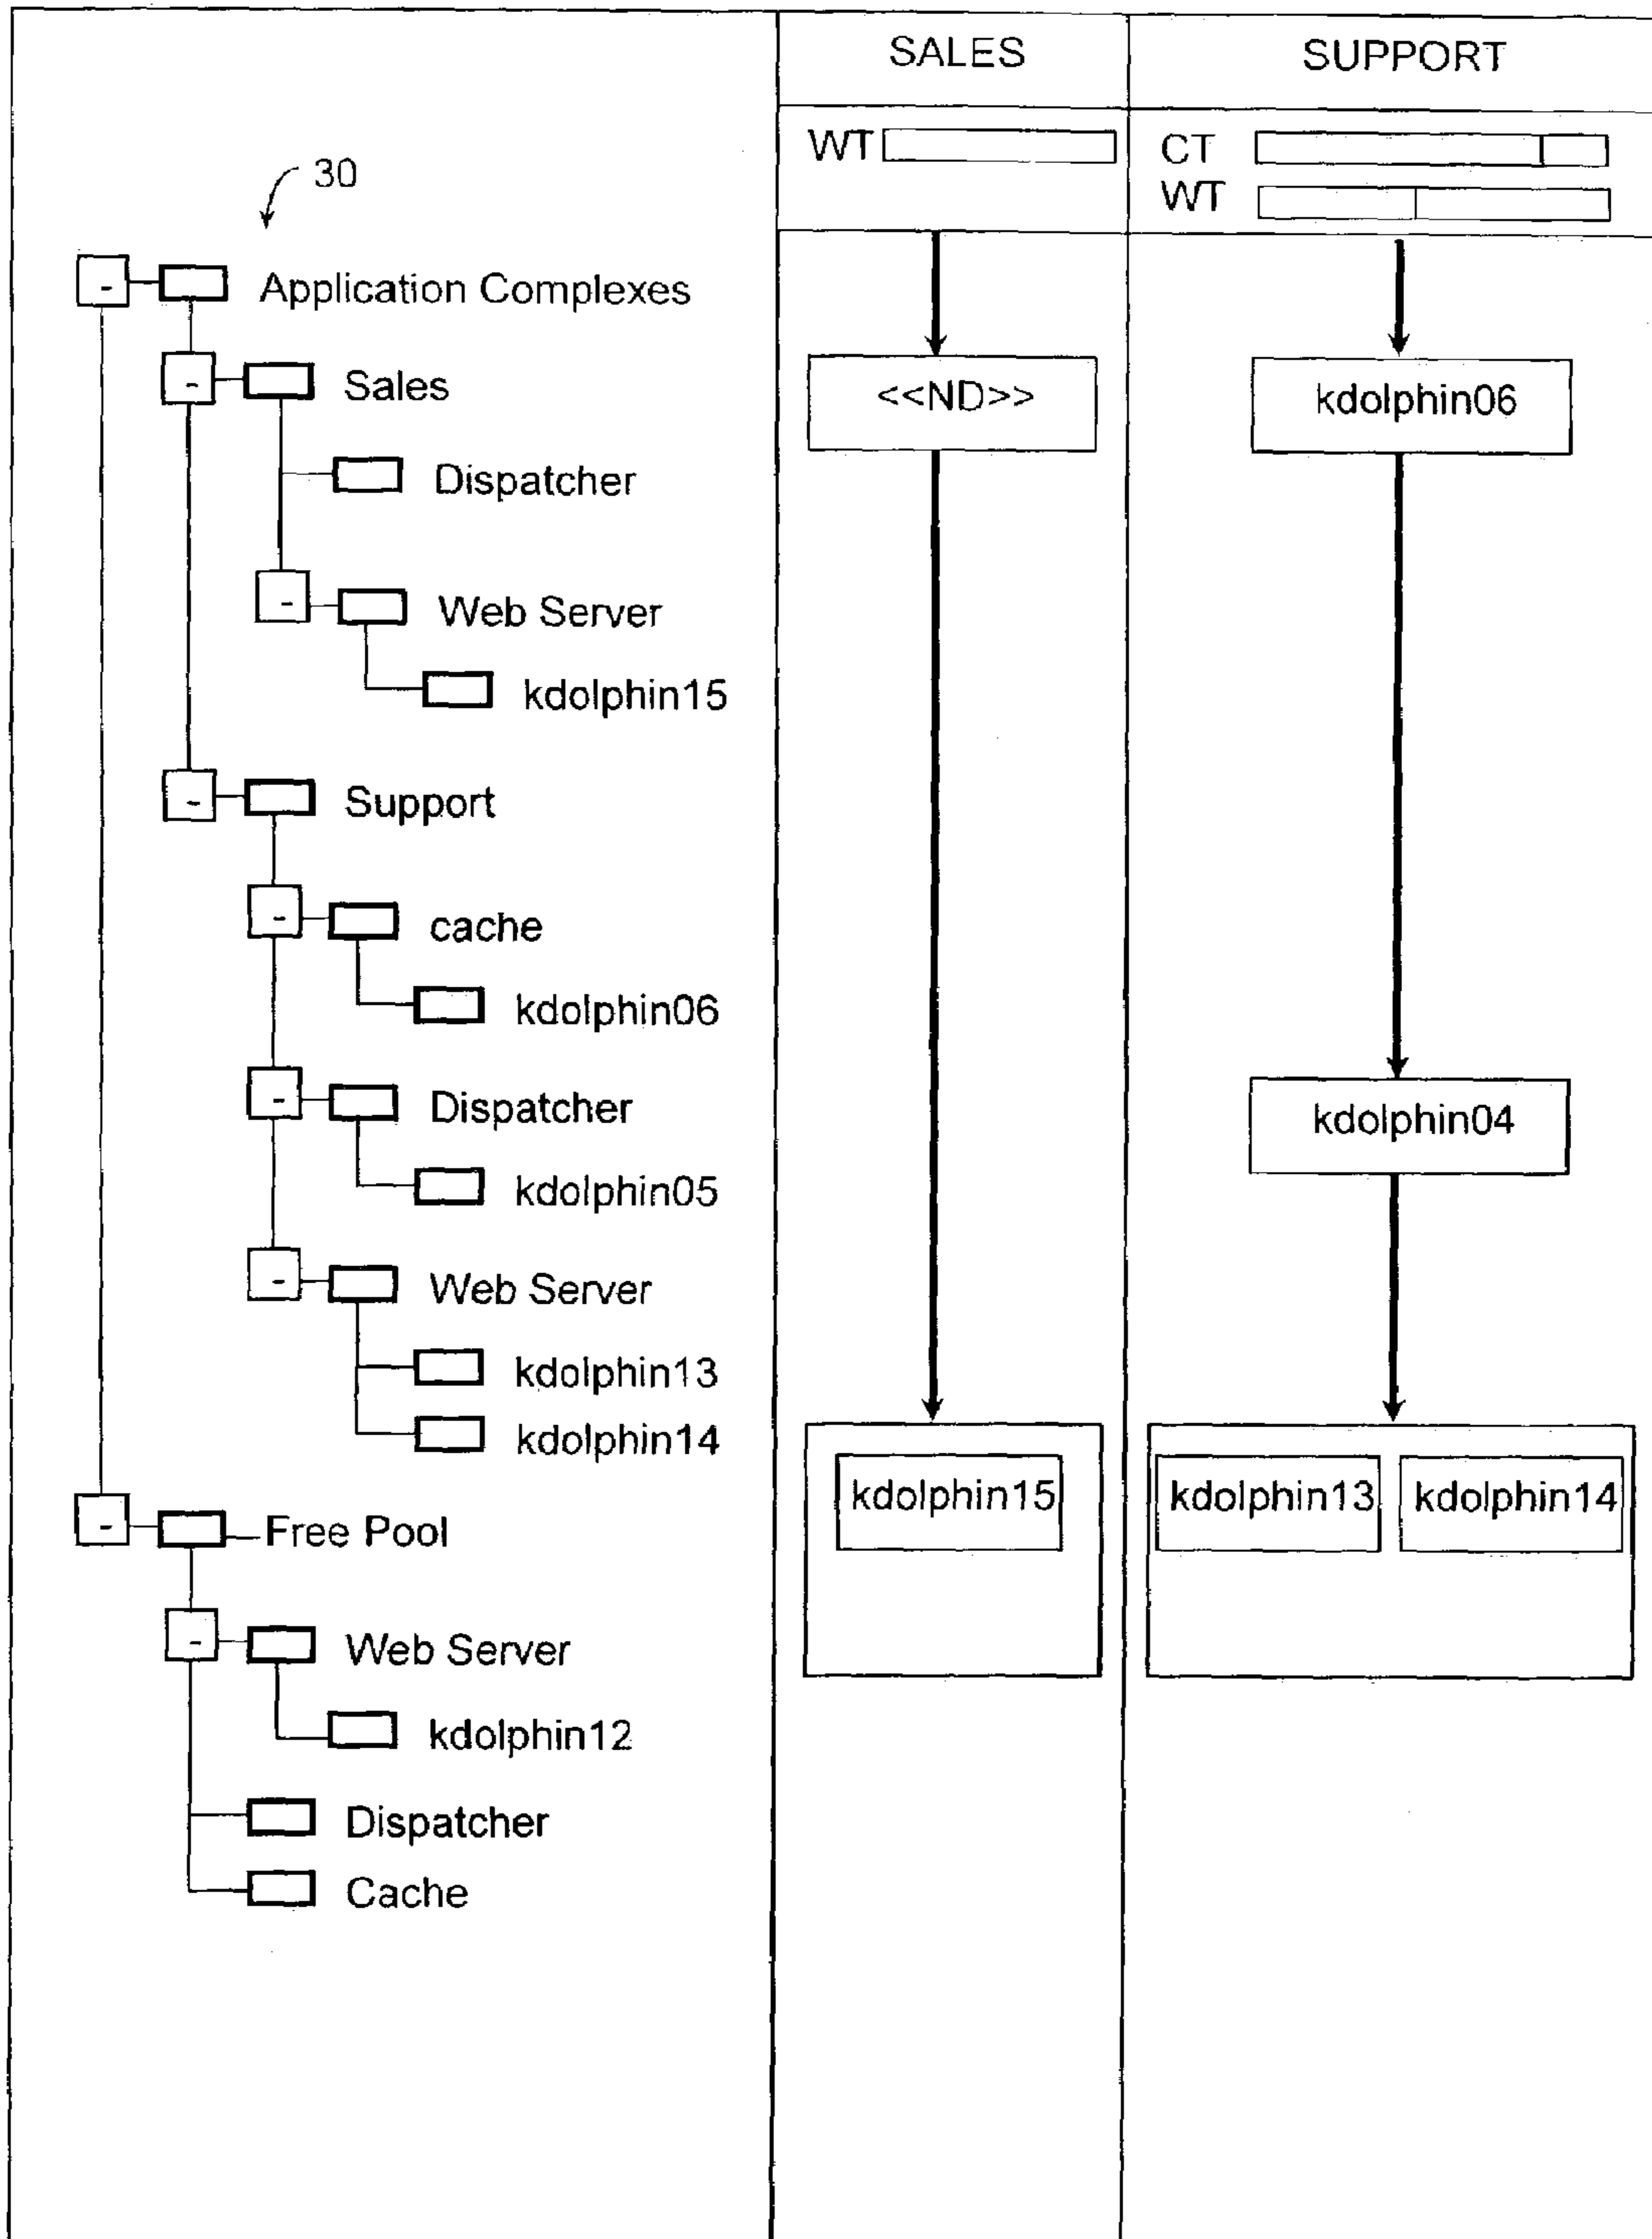 SALES
SUPPORT
WT
CT
WT
30
Application Complexes
Sales
Dispatcher
Web Server
kdolphin15
Support
cache
kdolphin06
Dispatcher
kdolphin05
Web Server
kdolphin13
kdolphin14
Free Pool
Web Server
kdolphin12
Dispatcher
Cache
<<ND>>
kdolphin15
kdolphin06
kdolphin04
kdolphin13
kdolphin14